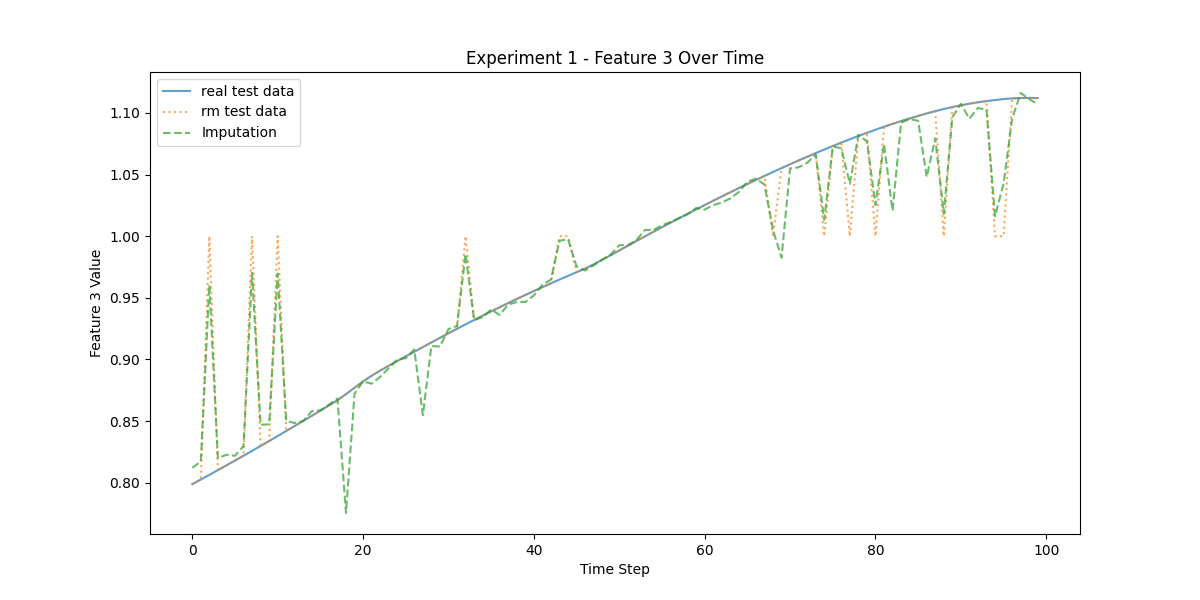 Experiment 1 - Feature 3 Over Time
real test data
rm test data
Imputation
1.10
1.05
1.00
0.95
0.90
0.85
0.80
Feature 3 Value
0
20
40
60
80
100
Time Step